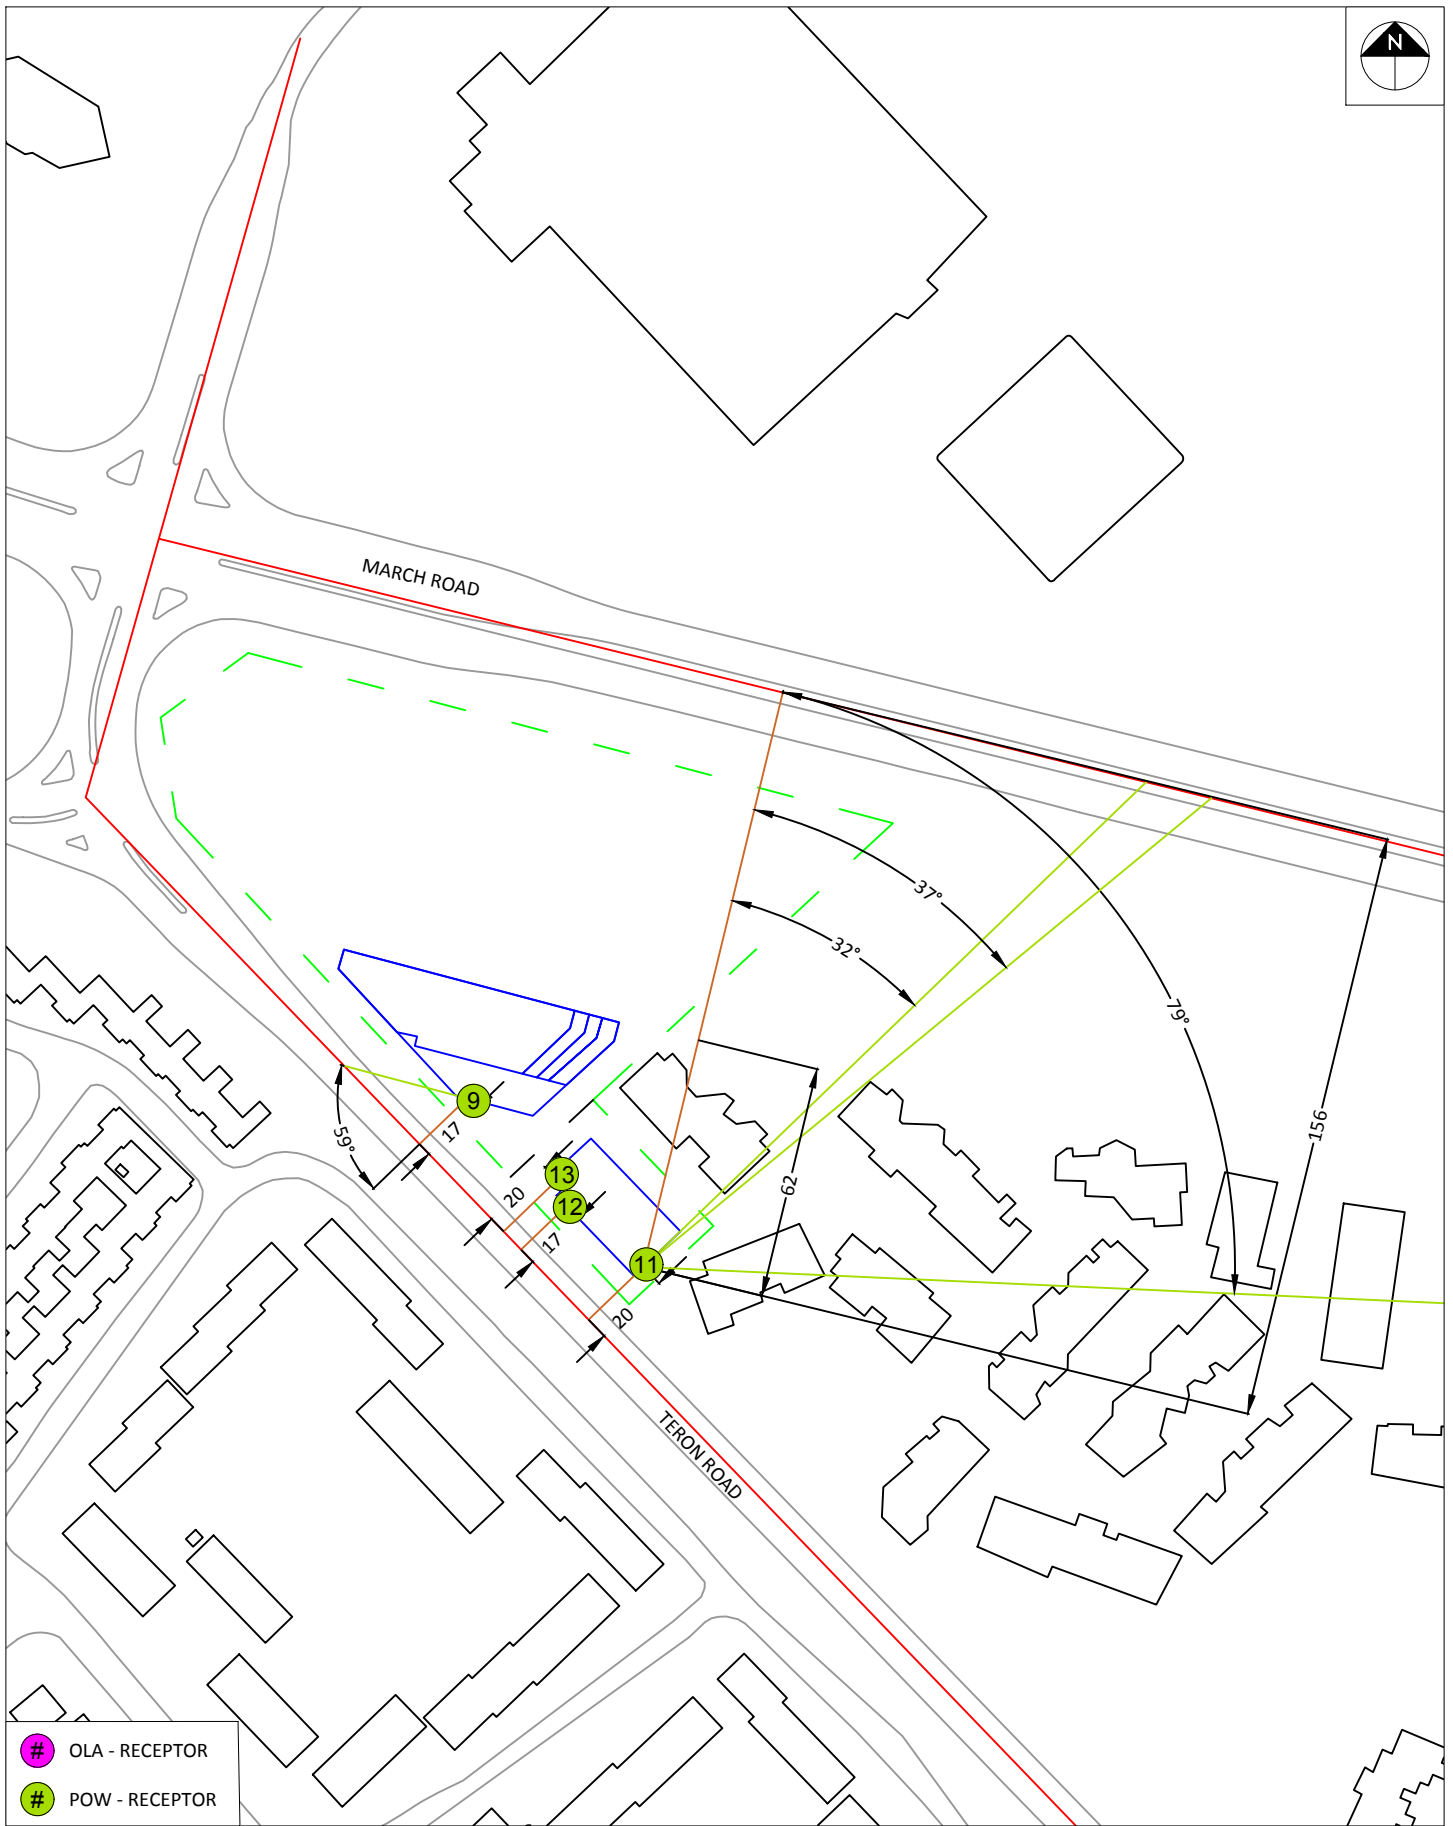 N
MARCH ROAD
37°
32°
79°
156
62
59°
9
17
13
20
12
17
11
20
TERON ROAD
# OLA - RECEPTOR
# POW - RECEPTOR